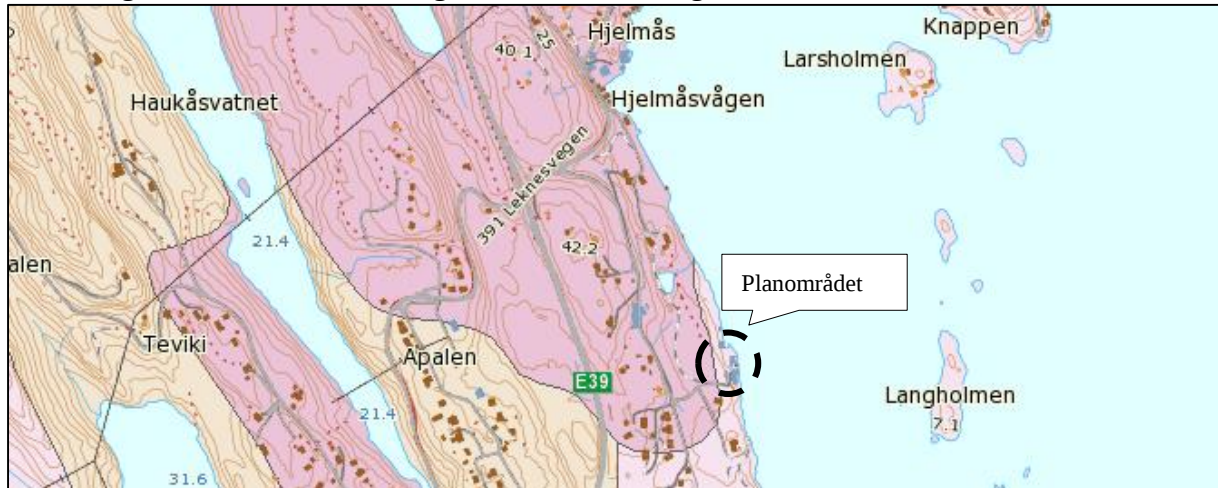 Hjelmås
Knappen
40.1
25
Larsholmen
Haukåsvatnet
Hjelmåsvågen
391 Leknesvegen
21.4
42.2
alen
Planområdet
Teviki
Apalen
E39
Langholmen
21.4
7.1
31.6